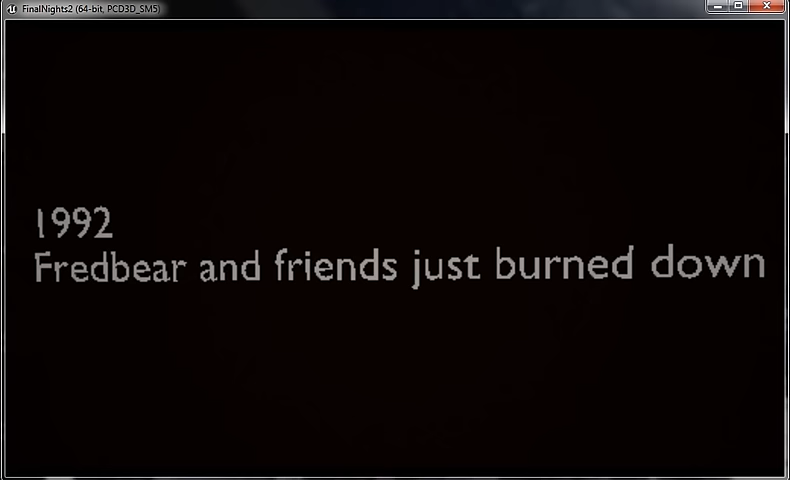 FinalNights2 (64-bit, PCD3D_SM5)
1992
Fredbear and friends just burned down